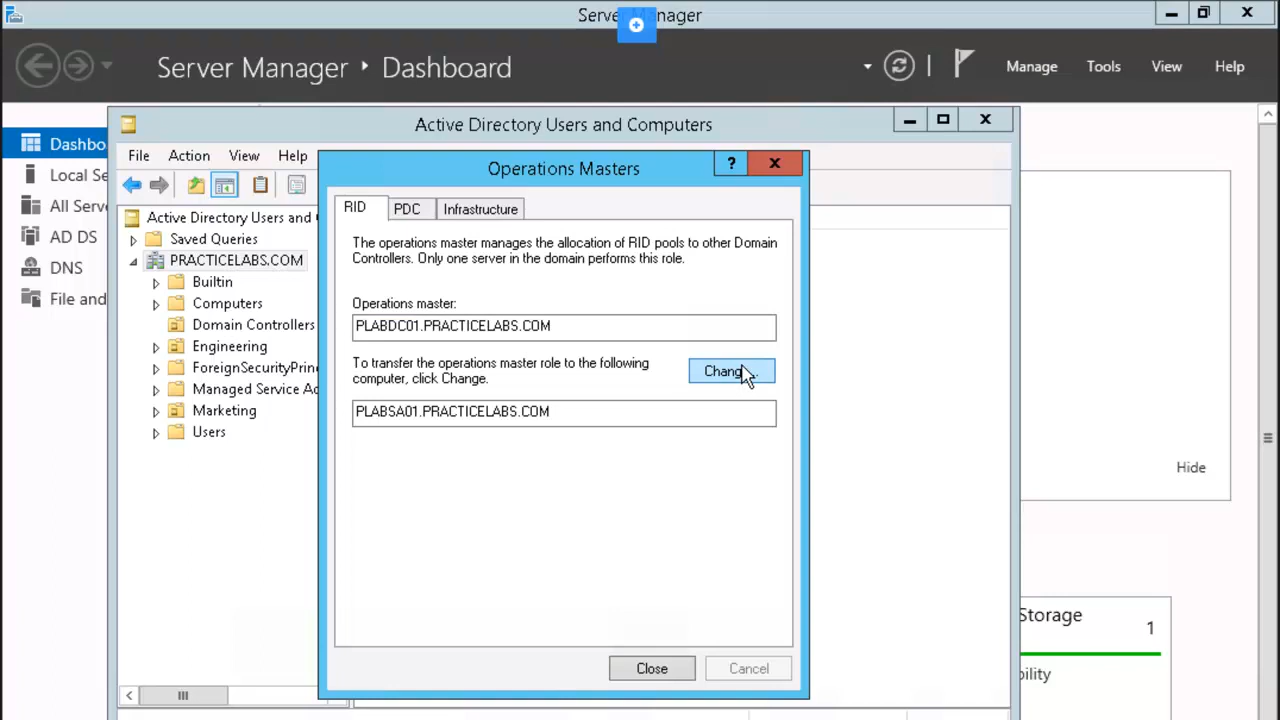 Server Manager
Server Manager
Dashboard
Manage
Tools
View
Help
Active Directory Users and Computers
File
Action
View
Help
Operations Masters
?
Dashbo
Local Se
All Serve
AD DS
DNS
File and
Active Directory Users and
Saved Queries
PRACTICELABS.COM
Builtin
Computers
Domain Controllers
Engineering
ForeignSecurityPrinc
Managed Service Ac
Marketing
Users
RID
PDC
Infrastructure
The operations master manages the allocation of RID pools to other Domain
Controllers. Only one server in the domain performs this role.
Operations master:
PLABDC01.PRACTICELABS.COM
To transfer the operations master role to the following
computer, click Change.
Change...
PLABSA01.PRACTICELABS.COM
Close
Cancel
Hide
Storage
1
bility